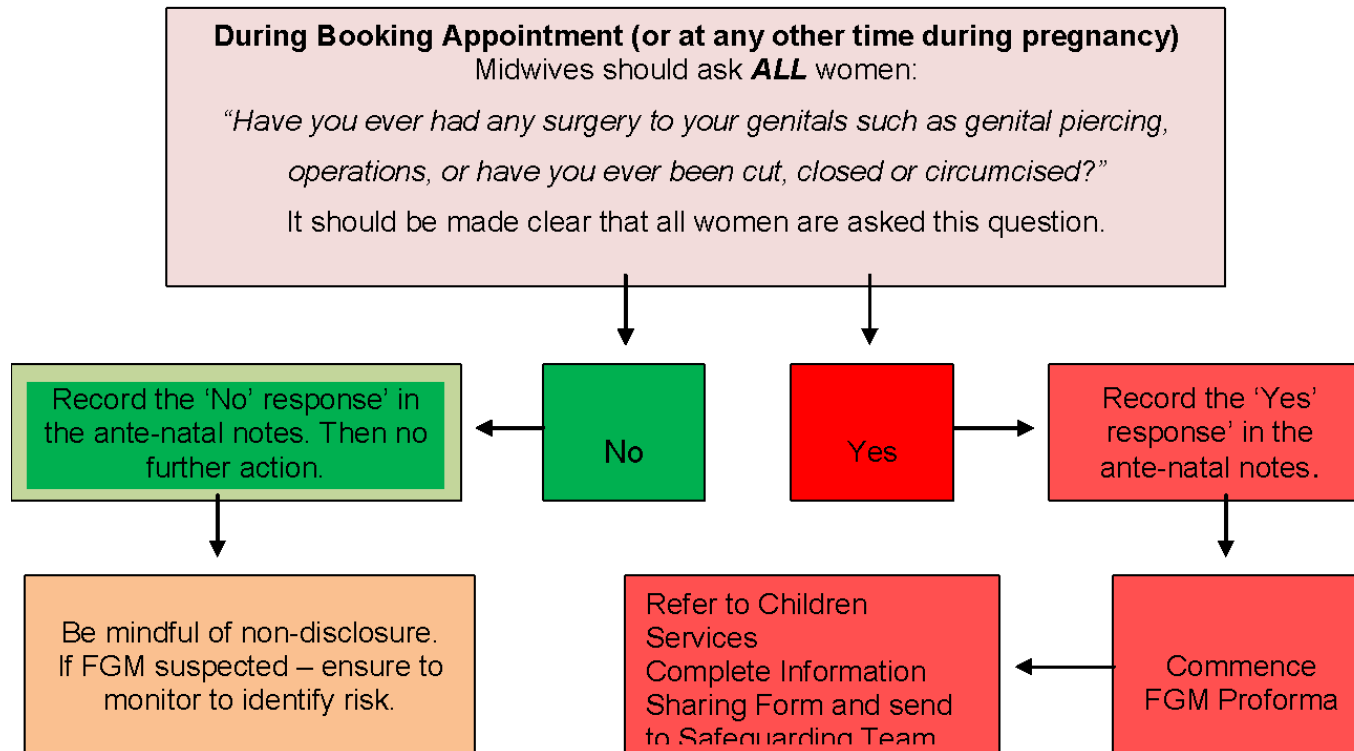 During Booking Appointment (or at any other time during pregnancy)
Midwives should ask ALL women:
“Have you ever had any surgery to your genitals such as genital piercing,
operations, or have you ever been cut, closed or circumcised?”
It should be made clear that all women are asked this question.
Record the ‘No’ response’ in
the ante-natal notes. Then no
further action.
No
Yes
Record the ‘Yes’
response’ in the
ante-natal notes.
Be mindful of non-disclosure.
If FGM suspected – ensure to
monitor to identify risk.
Refer to Children
Services
Complete Information
Sharing Form and send
to Safeguarding Team
Commence
FGM Proforma